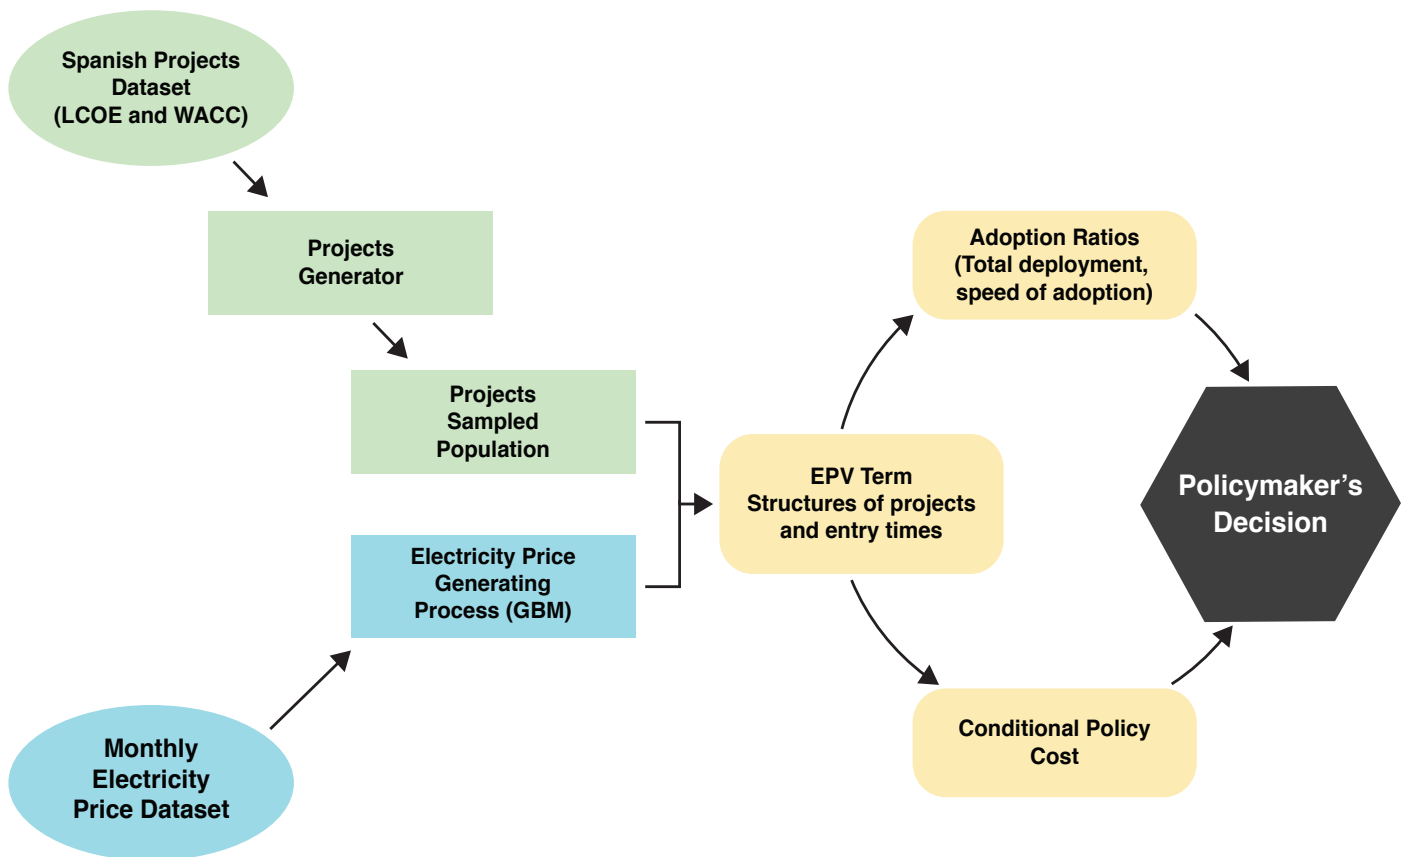 Spanish Projects
Dataset
(LCOE and WACC)
Projects
Generator
Projects
Sampled
Population
Electricity Price
Generating
Process (GBM)
Monthly
Electricity
Price Dataset
EPV Term
Structures of projects
and entry times
Adoption Ratios
(Total deployment,
speed of adoption)
Conditional Policy
Cost
Policymaker’s
Decision